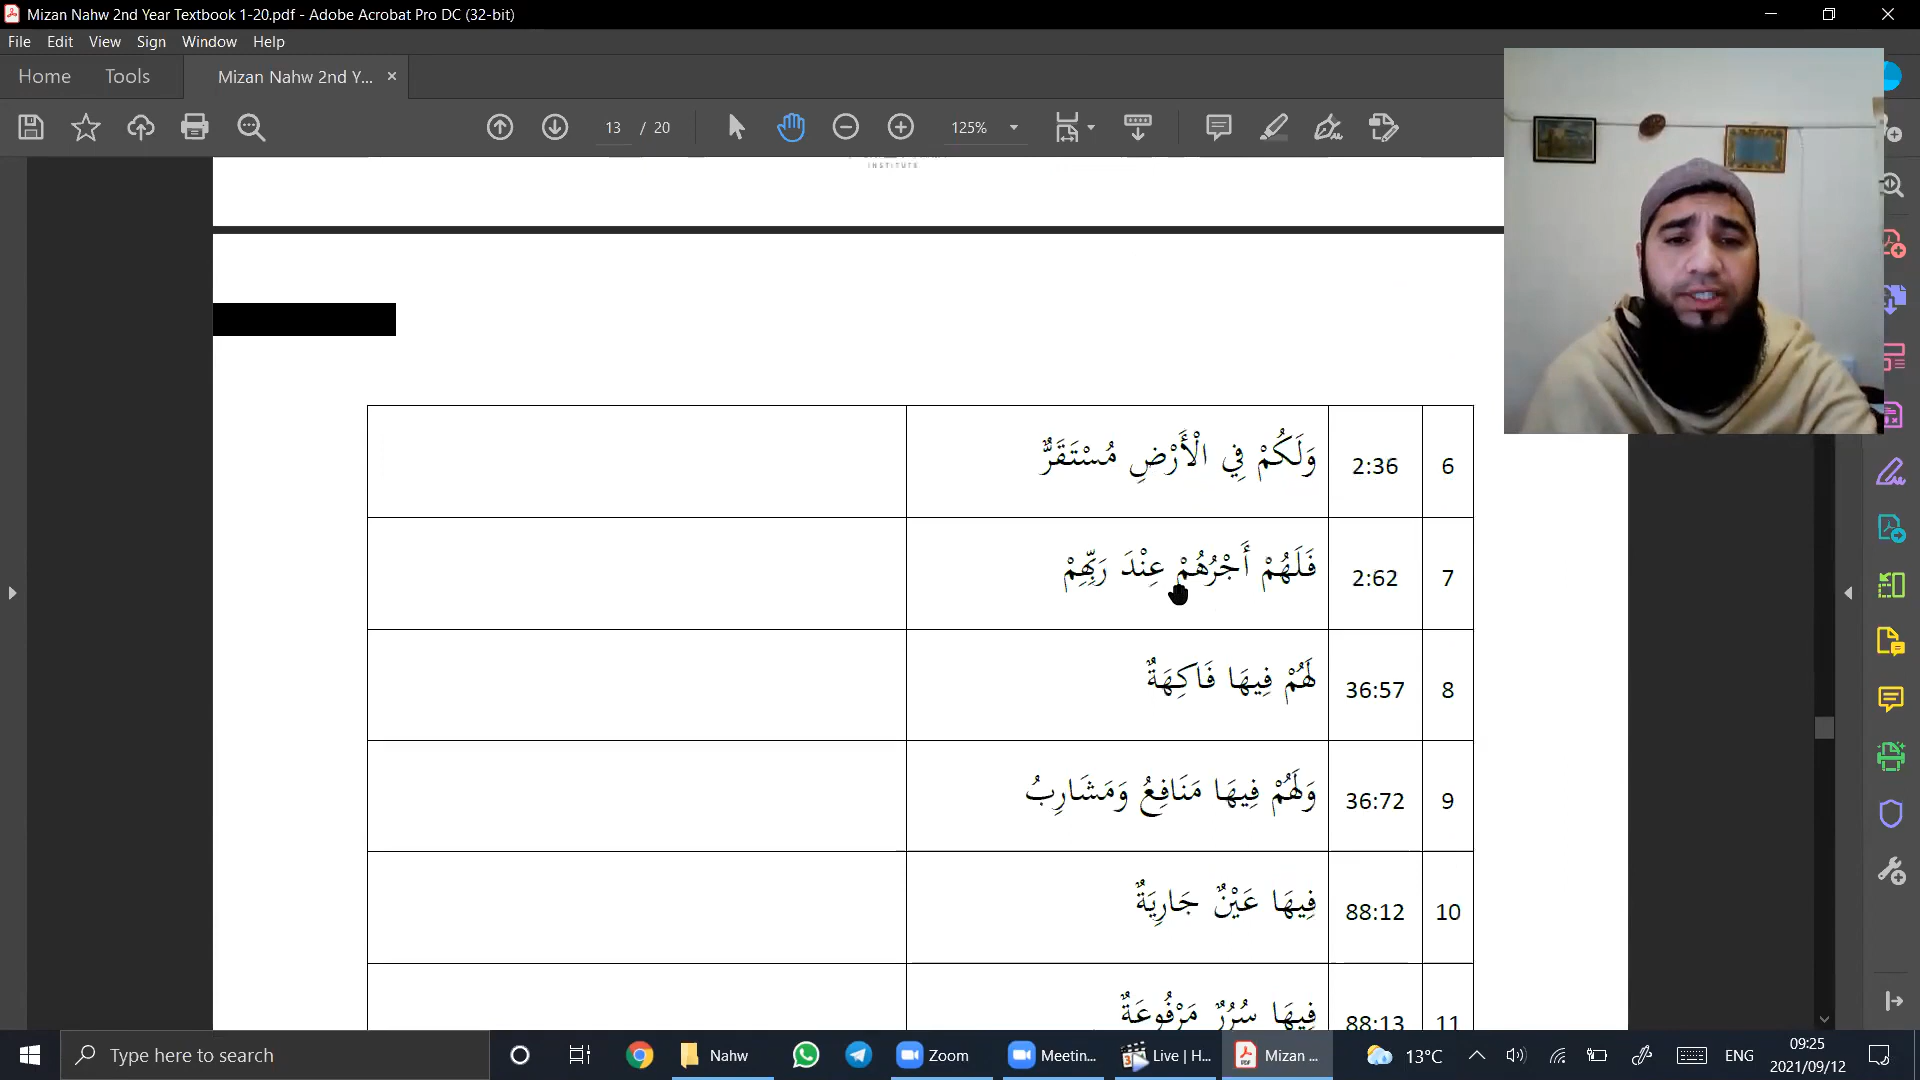 Mizan Nahw 2nd Year Textbook 1-20.pdf - Adobe Acrobat Pro DC (32-bit)
File Edit View Sign Window Help
Home Tools Mizan Nahw 2nd Y... ×
13 / 20 125%
INSTITUTE
وَلَكُمْ فِي الْأَرْضِ مُسْتَقَرٌّ 2:36 6
فَلَهُمْ أَجْرُهُمْ عِنْدَ رَبِّهِمْ 2:62 7
لَهُمْ فِيهَا فَاكِهَةٌ 36:57 8
وَلَهُمْ فِيهَا مَنَافِعُ وَمَشَارِبُ 36:72 9
فِيهَا عَيْنٌ جَارِيَةٌ 88:12 10
فِيهَا سُرُرٌ مَرْفُوعَةٌ 88:13 11
Type here to search Nahw Zoom Meetin... Live | H... Mizan ... 13°C ENG 09:25
2021/09/12